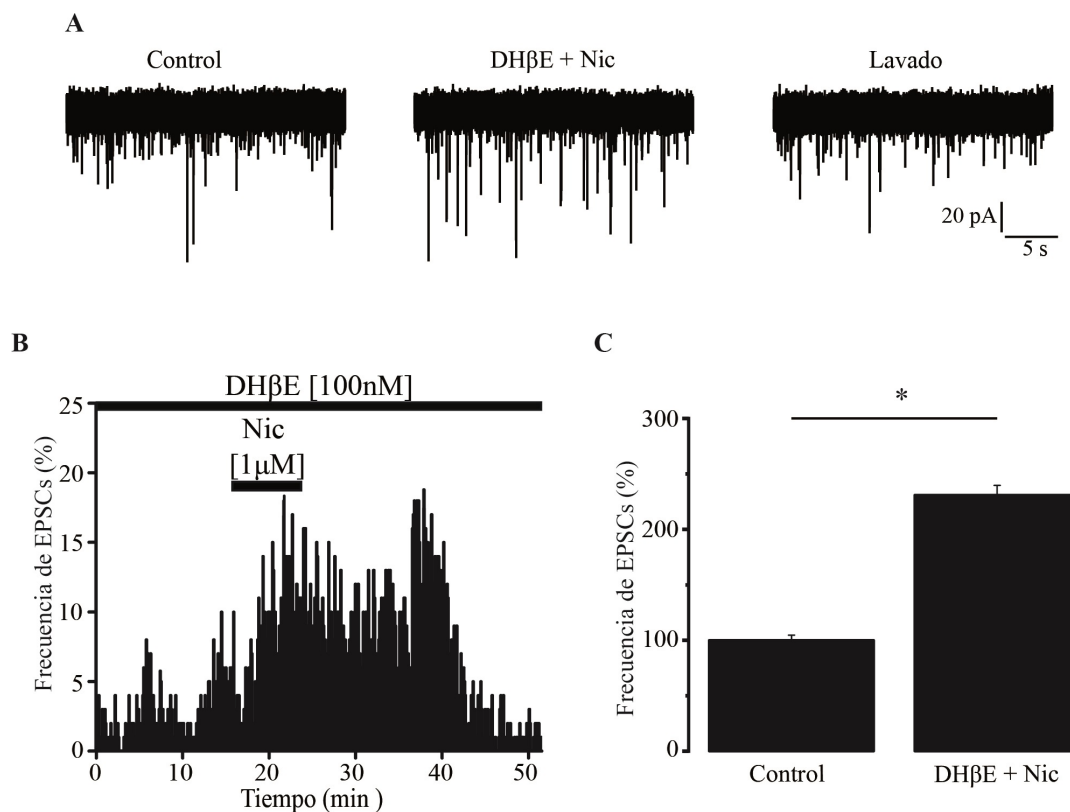 A
Control
DHβE + Nic
Lavado
20 pA
5 s
B
DHβE [100nM]
Nic
[1μM]
Frecuencia de EPSCs (%)
25
20
15
10
5
0
0 10 20 30 40 50
Tiempo (min )
C
*
Frecuencia de EPSCs (%)
300
200
100
0
Control
DHβE + Nic